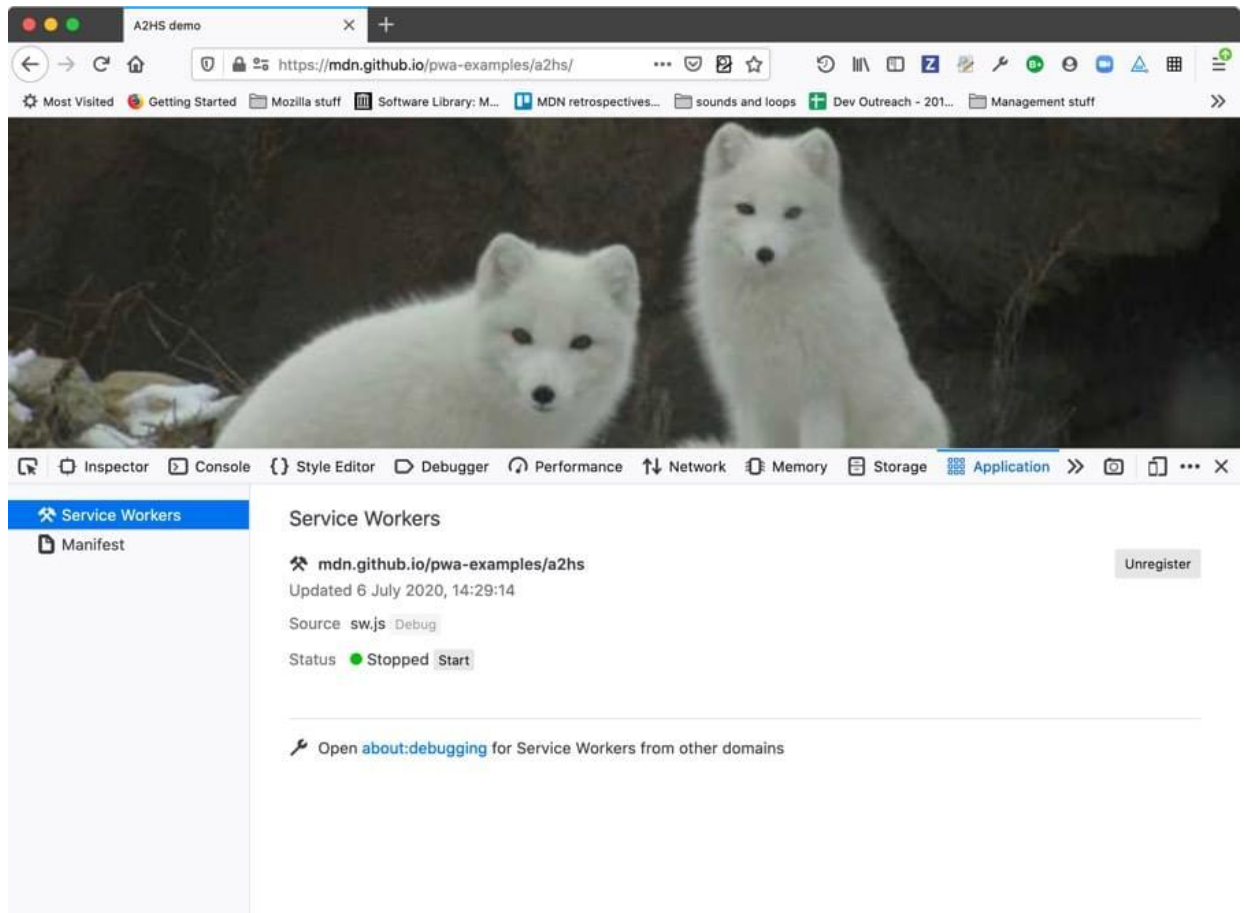 A2HS demo
https://mdn.github.io/pwa-examples/a2hs/
Most Visited Getting Started Mozilla stuff Software Library: M... MDN retrospectives... sounds and loops Dev Outreach - 201... Management stuff
Inspector Console {} Style Editor Debugger Performance Network Memory Storage Application
Service Workers
Manifest
Service Workers
mdn.github.io/pwa-examples/a2hs
Unregister
Updated 6 July 2020, 14:29:14
Source sw.js Debug
Status Stopped Start
Open about:debugging for Service Workers from other domains